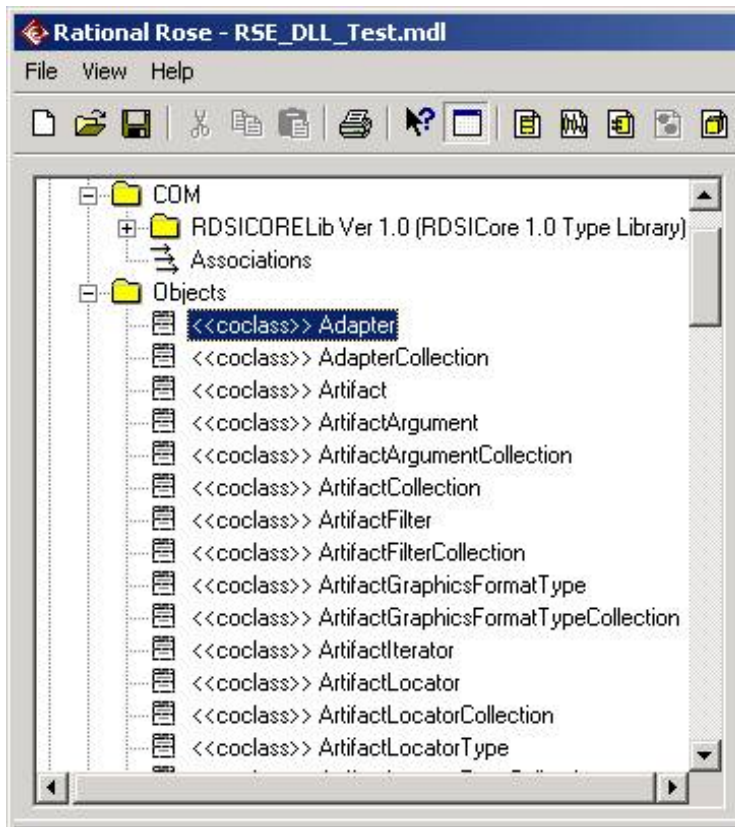 Rational Rose - RSE_DLL_Test.mdl
File View Help
COM
RDSICORELib Ver 1.0 (RDSICore 1.0 Type Library)
Associations
Objects
<<coclass>> Adapter
<<coclass>> AdapterCollection
<<coclass>> Artifact
<<coclass>> ArtifactArgument
<<coclass>> ArtifactArgumentCollection
<<coclass>> ArtifactCollection
<<coclass>> ArtifactFilter
<<coclass>> ArtifactFilterCollection
<<coclass>> ArtifactGraphicsFormatType
<<coclass>> ArtifactGraphicsFormatTypeCollection
<<coclass>> ArtifactIterator
<<coclass>> ArtifactLocator
<<coclass>> ArtifactLocatorCollection
<<coclass>> ArtifactLocatorType